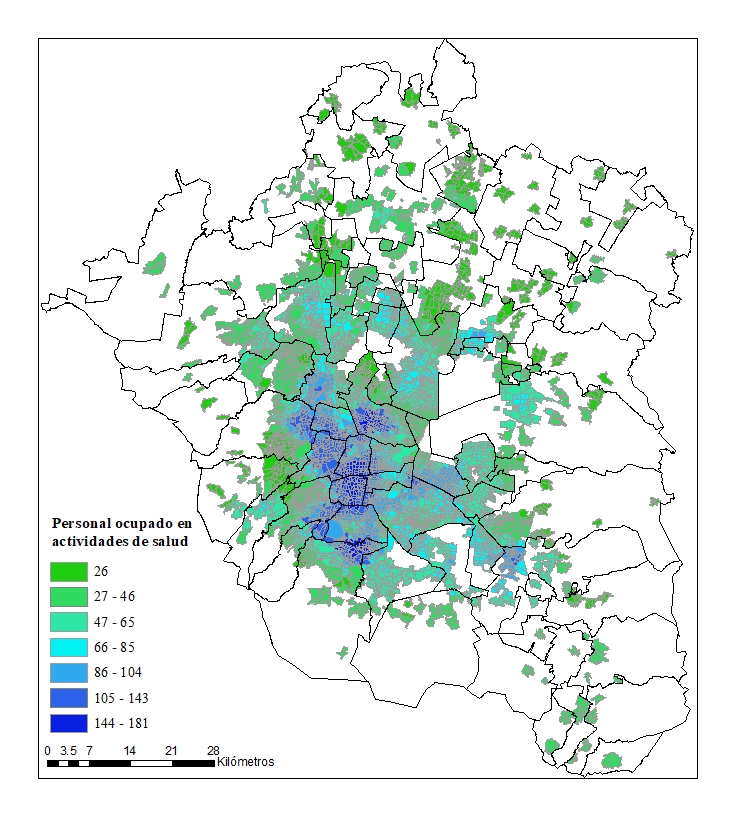 Personal ocupado en
actividades de salud
26
27 - 46
47 - 65
66 - 85
86 - 104
105 - 143
144 - 181
0 3.5 7 14 21 28
Kilómetros